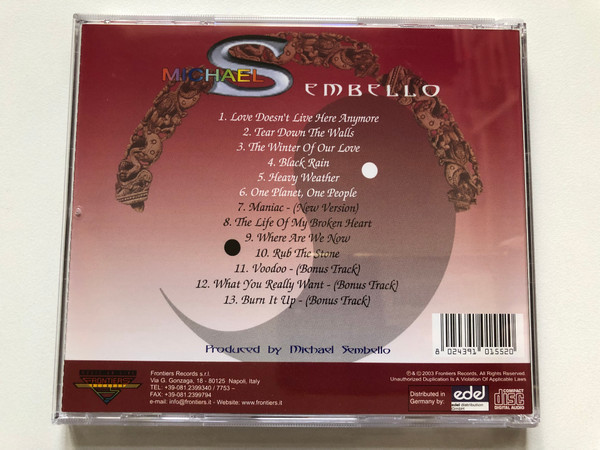 MICHAEL SEMBELLO
1. Love Doesn't Live Here Anymore
2. Tear Down The Walls
3. The Winter Of Our Love
4. Black Rain
5. Heavy Weather
6. One Planet, One People
7. Maniac - (New Version)
8. The Life Of My Broken Heart
9. Where Are We Now
10. Rub The Stone
11. Voodoo - (Bonus Track)
12. What You Really Want - (Bonus Track)
13. Burn It Up - (Bonus Track)
Produced by Michael Sembello
8 024391 015520
FRONTIERS
Frontiers Records s.r.l.
Via G. Gonzaga, 18 - 80125 Napoli, Italy
TEL: +39-081.2399340 / 7753 –
FAX: +39-081.2399794
e-mail: info@frontiers.it - Website: www.frontiers.it
℗ & © 2003 Frontiers Records, All Rights Reserved
Unauthorized Duplication Is A Violation Of Applicable Laws
Distributed in
Germany by:
edel
edel distribution
GmbH
COMPACT
disc
DIGITAL AUDIO